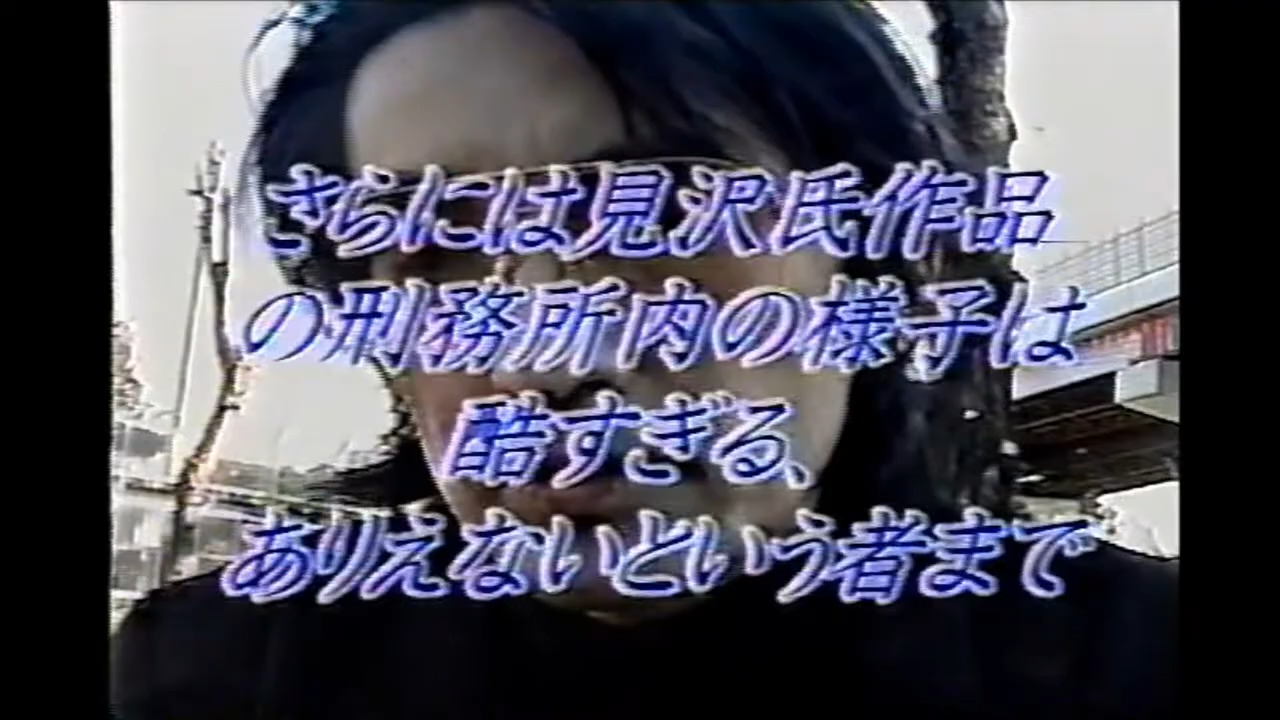 さらには見沢氏作品
の刑務所内の様子は
酷すぎる、
ありえないという者まで